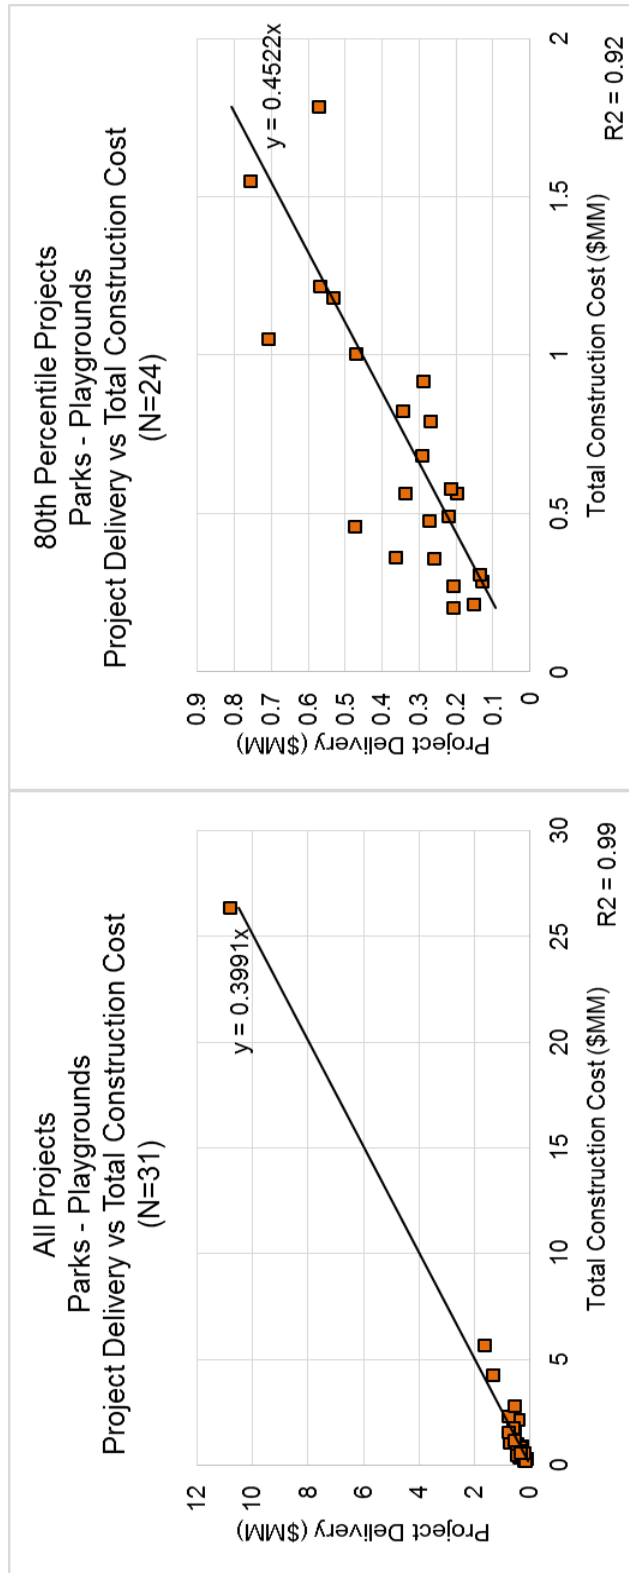 All Projects
Parks - Playgrounds
Project Delivery vs Total Construction Cost
(N=31)
Project Delivery ($MM)
12
10
8
6
4
2
0
y = 0.3991x
0
5
10
15
20
25
30
Total Construction Cost ($MM)
R2 = 0.99
80th Percentile Projects
Parks - Playgrounds
Project Delivery vs Total Construction Cost
(N=24)
Project Delivery ($MM)
0.9
0.8
0.7
0.6
0.5
0.4
0.3
0.2
0.1
0
y = 0.4522x
0
0.5
1
1.5
2
Total Construction Cost ($MM)
R2 = 0.92